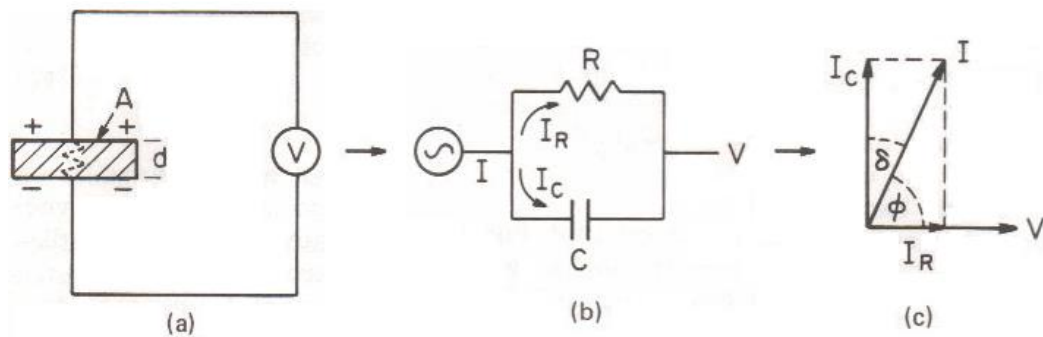 A
+ +
d
− −
V
(a)
R
I_R
I
V
I_C
C
(b)
I_C
I
δ
φ
I_R
V
(c)